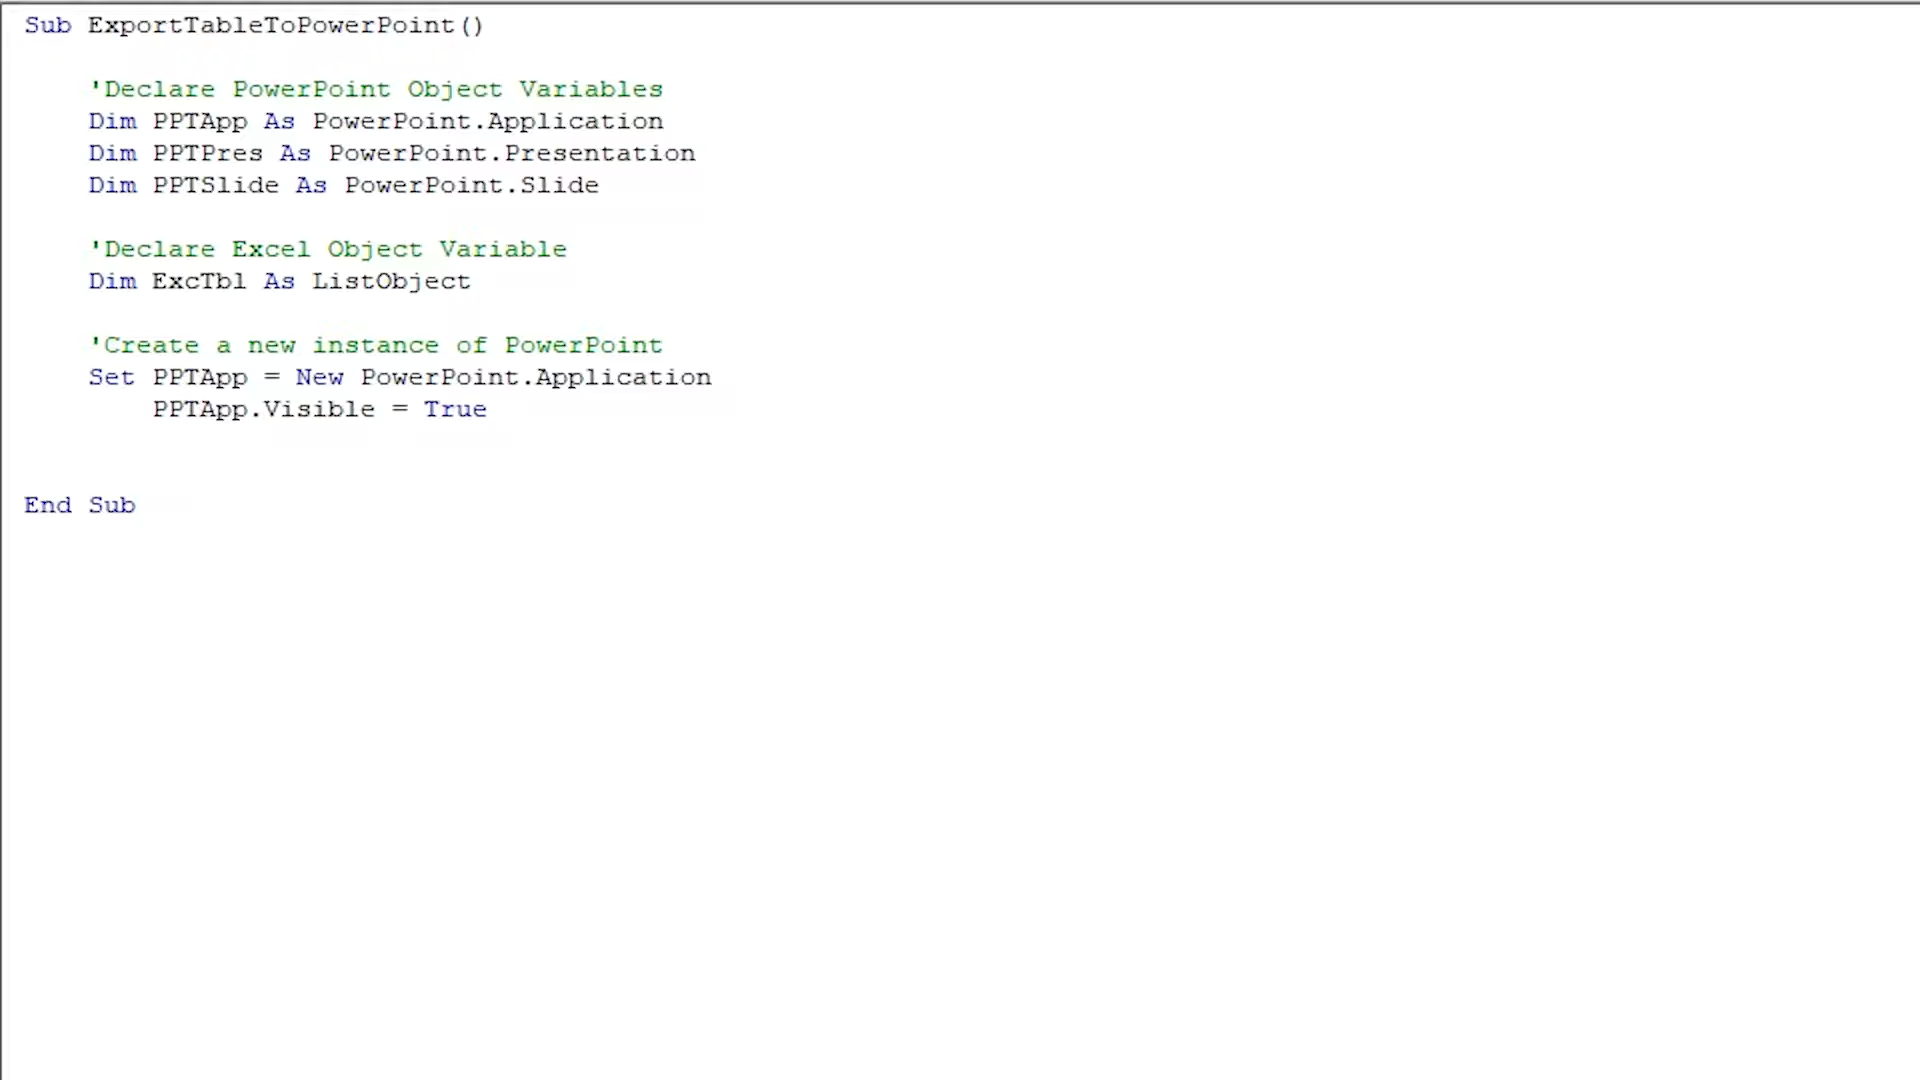 Sub ExportTableToPowerPoint()
'Declare PowerPoint Object Variables
Dim PPTApp As PowerPoint.Application
Dim PPTPres As PowerPoint.Presentation
Dim PPTSlide As PowerPoint.Slide
'Declare Excel Object Variable
Dim ExcTbl As ListObject
'Create a new instance of PowerPoint
Set PPTApp = New PowerPoint.Application
PPTApp.Visible = True
End Sub